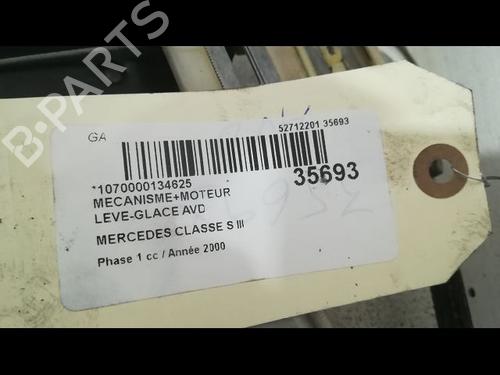 B-PARTS
GA
52712201 35693
*1070000134625
35693
MECANISME+MOTEUR
LEVE-GLACE AVD
MERCEDES CLASSE S III
Phase 1 cc / Année 2000